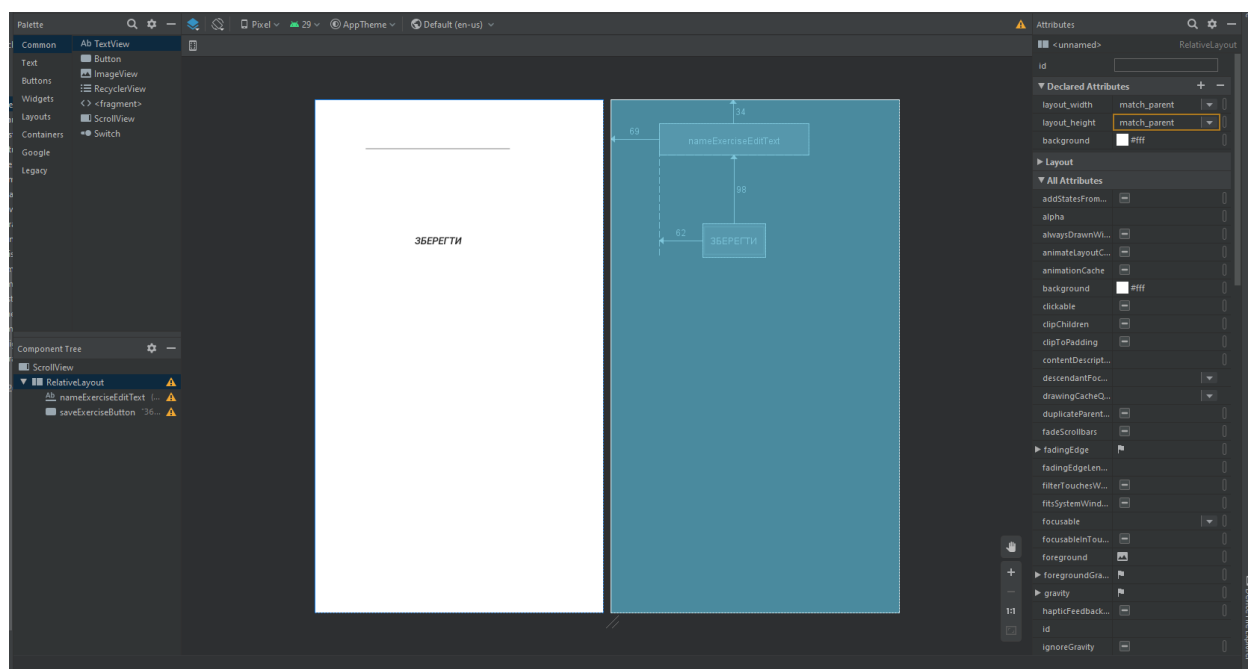 Palette
Common
Text
Buttons
Widgets
Layouts
Containers
Google
Legacy
Ab TextView
Button
ImageView
RecyclerView
<> <fragment>
ScrollView
Switch
Component Tree
ScrollView
RelativeLayout
Ab nameExerciseEditText (...
saveExerciseButton "Зб...
Pixel
29
AppTheme
Default (en-us)
ЗБЕРЕГТИ
34
69
nameExerciseEditText
98
62
ЗБЕРЕГТИ
1:1
Attributes
<unnamed> RelativeLayout
id
Declared Attributes
layout_width match_parent
layout_height match_parent
background #fff
Layout
All Attributes
addStatesFrom...
alpha
alwaysDrawnWi...
animateLayoutC...
animationCache
background #fff
clickable
clipChildren
clipToPadding
contentDescript...
descendantFoc...
drawingCacheQ...
duplicateParent...
fadeScrollbars
fadingEdge
fadingEdgeLen...
filterTouchesW...
fitsSystemWind...
focusable
focusableInTou...
foreground
foregroundGra...
gravity
hapticFeedback...
id
ignoreGravity